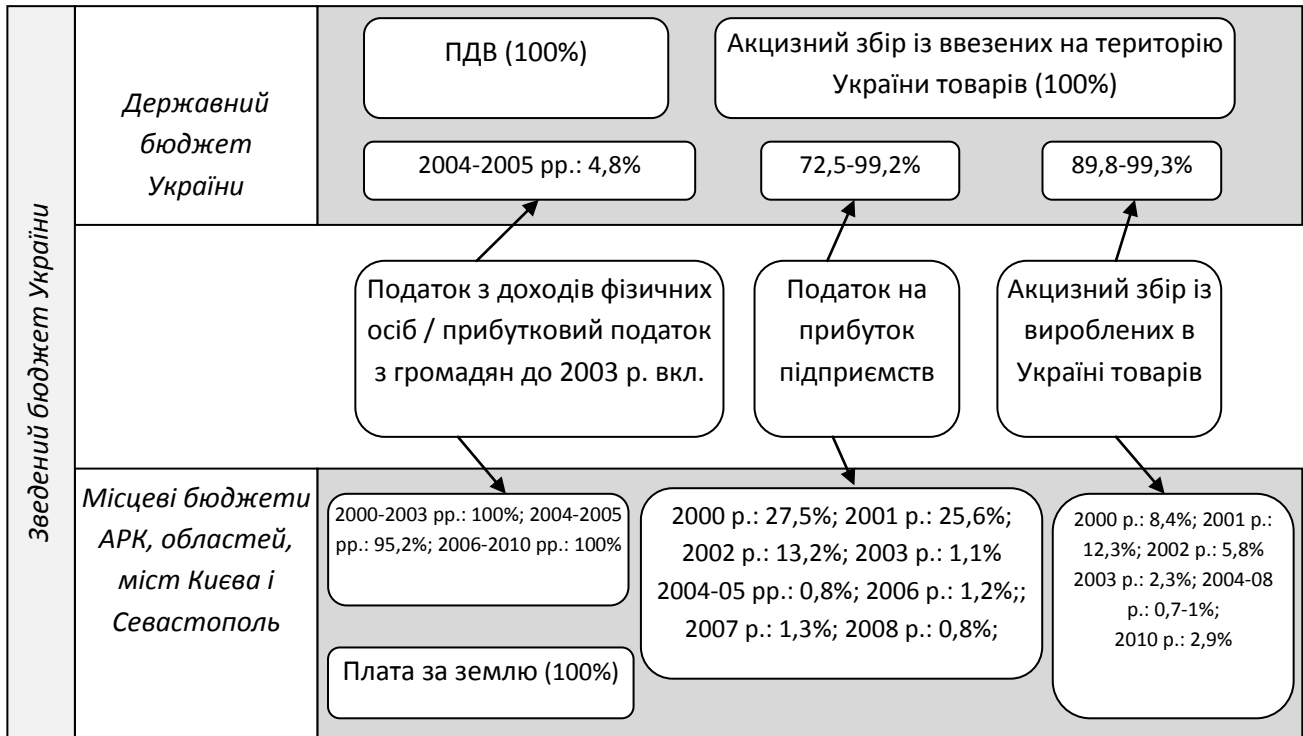 Зведений бюджет України
Державний
бюджет
України
ПДВ (100%)
Акцизний збір із ввезених на територію
України товарів (100%)
2004-2005 рр.: 4,8%
72,5-99,2%
89,8-99,3%
Податок з доходів фізичних
осіб / прибутковий податок
з громадян до 2003 р. вкл.
Податок на
прибуток
підприємств
Акцизний збір із
вироблених в
Україні товарів
Місцеві бюджети
АРК, областей,
міст Києва і
Севастополь
2000-2003 рр.: 100%; 2004-2005
рр.: 95,2%; 2006-2010 рр.: 100%
Плата за землю (100%)
2000 р.: 27,5%; 2001 р.: 25,6%;
2002 р.: 13,2%; 2003 р.: 1,1%
2004-05 рр.: 0,8%; 2006 р.: 1,2%;;
2007 р.: 1,3%; 2008 р.: 0,8%;
2000 р.: 8,4%; 2001 р.:
12,3%; 2002 р.: 5,8%
2003 р.: 2,3%; 2004-08
р.: 0,7-1%;
2010 р.: 2,9%